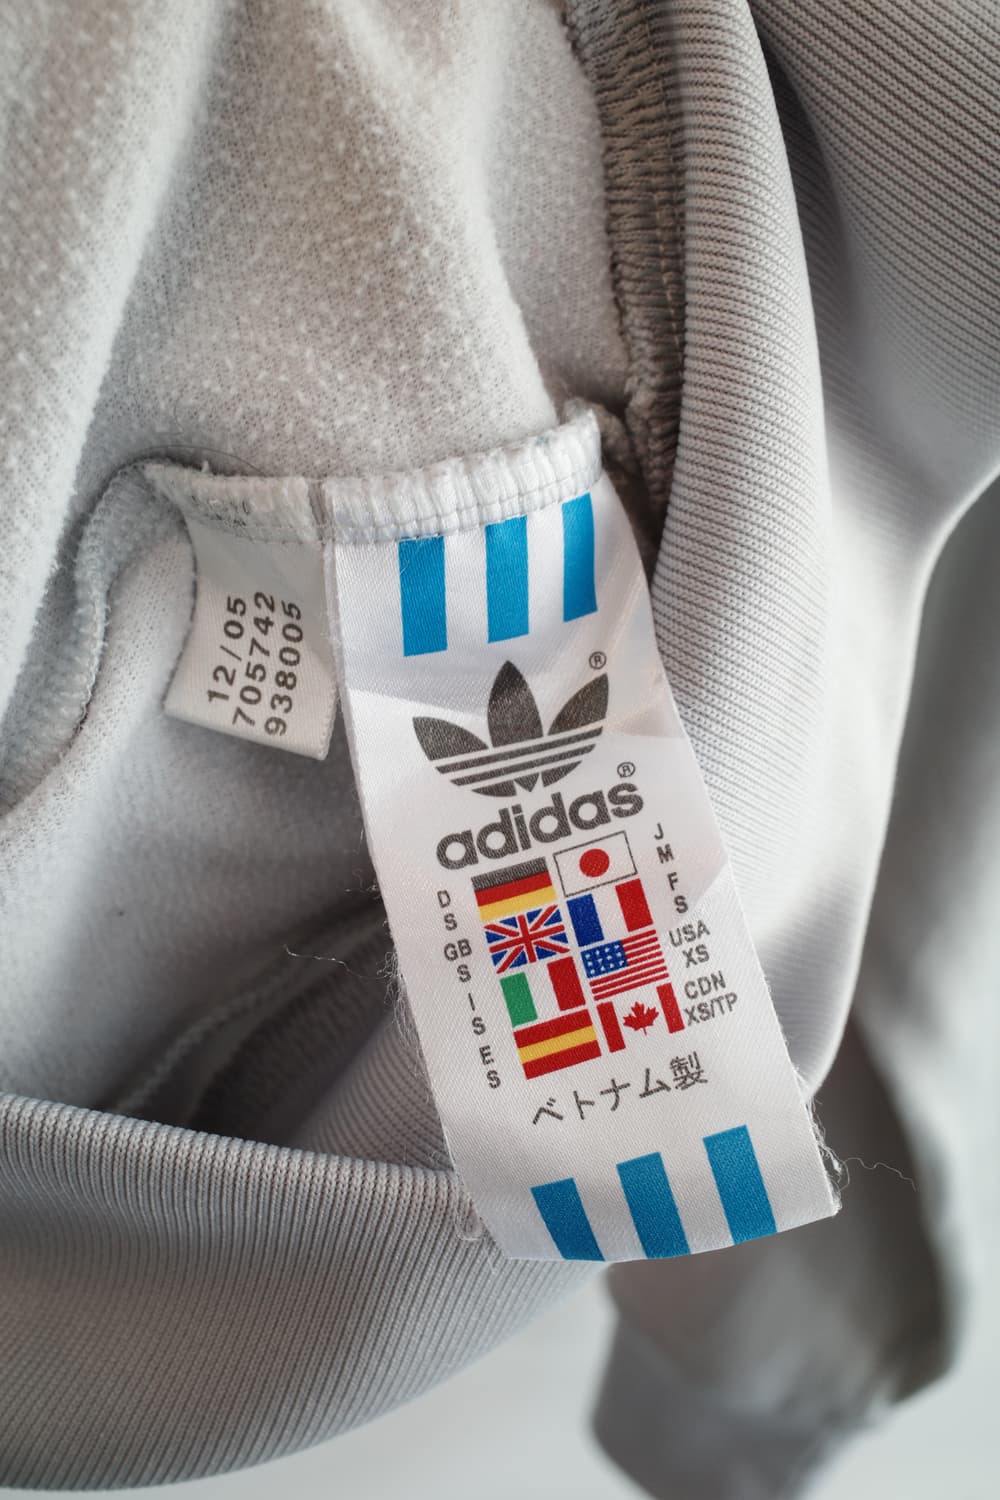 12/05
705742
938005
®
adidas®
D
S
GB
S
I
S
E
S
J
M
F
S
USA
XS
CDN
XS/TP
ベトナム製